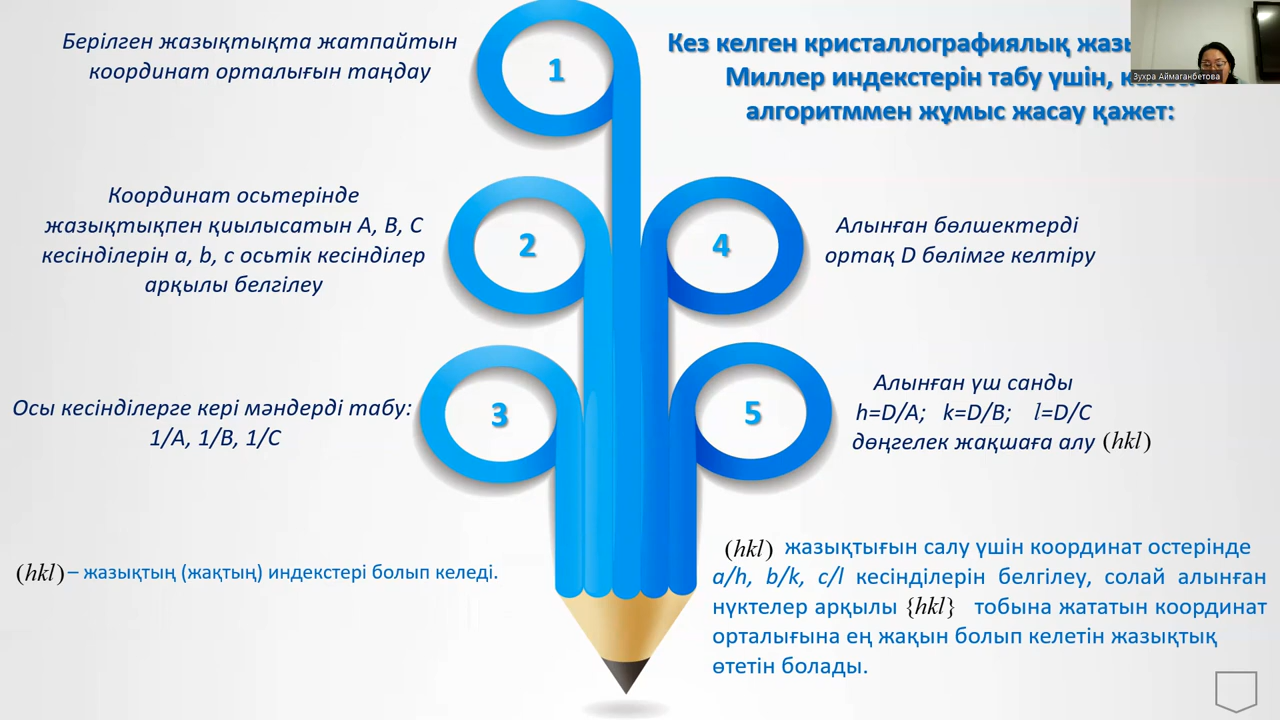 Кез келген кристаллографиялық
Миллер индекстерін табу үшін,
алгоритммен жұмыс жасау қажет:
Зухра Аймаганбетова
1
Берілген жазықтықта жатпайтын
координат орталығын таңдау
2
Координат осьтерінде
жазықтықпен қиылысатын A, B, C
кесінділерін a, b, c осьтік кесінділер
арқылы белгілеу
3
Осы кесінділерге кері мәндерді табу:
1/A, 1/B, 1/C
4
Алынған бөлшектерді
ортақ D бөлімге келтіру
5
Алынған үш санды
h=D/A; k=D/B; l=D/C
дөңгелек жақшаға алу (hkl)
(hkl) – жазықтың (жақтың) индекстері болып келеді.
(hkl) жазықтығын салу үшін координат остерінде
a/h, b/k, c/l кесінділерін белгілеу, солай алынған
нүктелер арқылы {hkl} тобына жататын координат
орталығына ең жақын болып келетін жазықтық
өтетін болады.